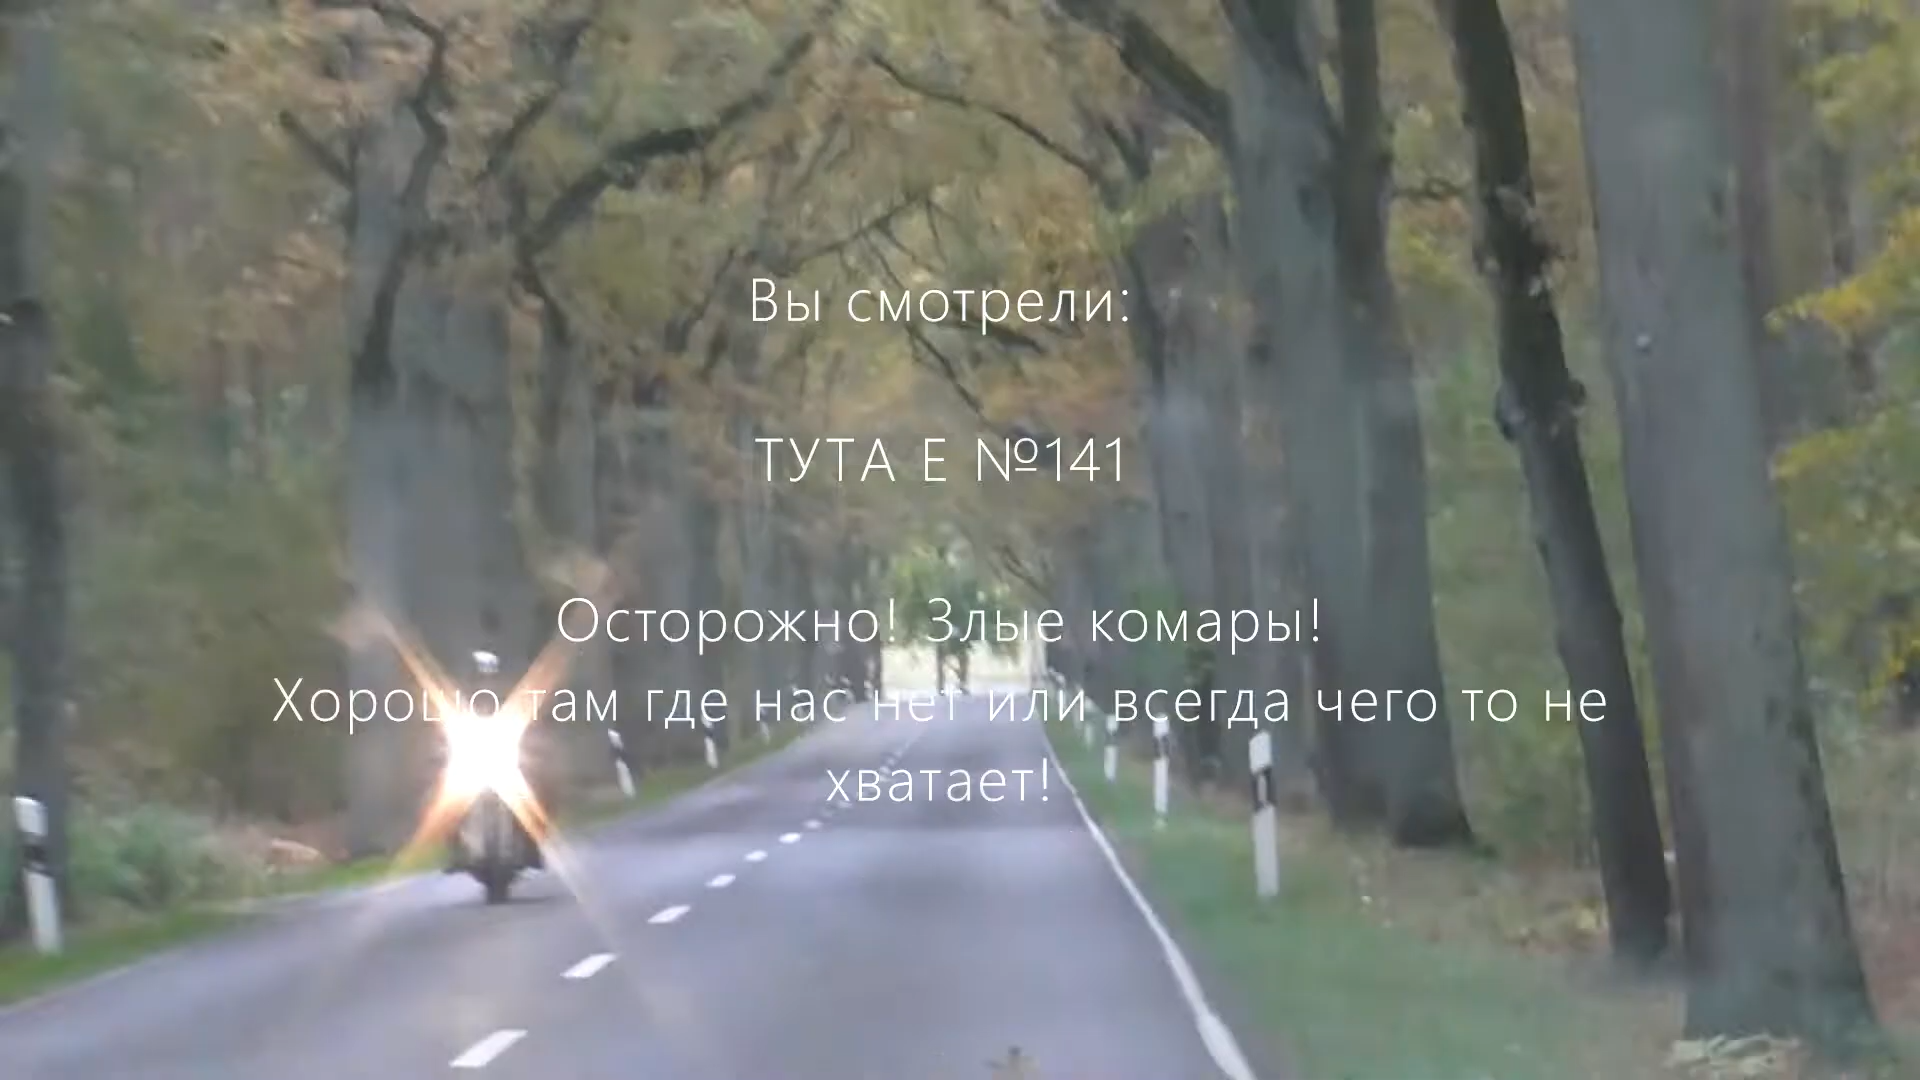 Вы смотрели:
ТУТА Е №141
Осторожно! Злые комары!
Хорошо там где нас нет или всегда чего то не
хватает!